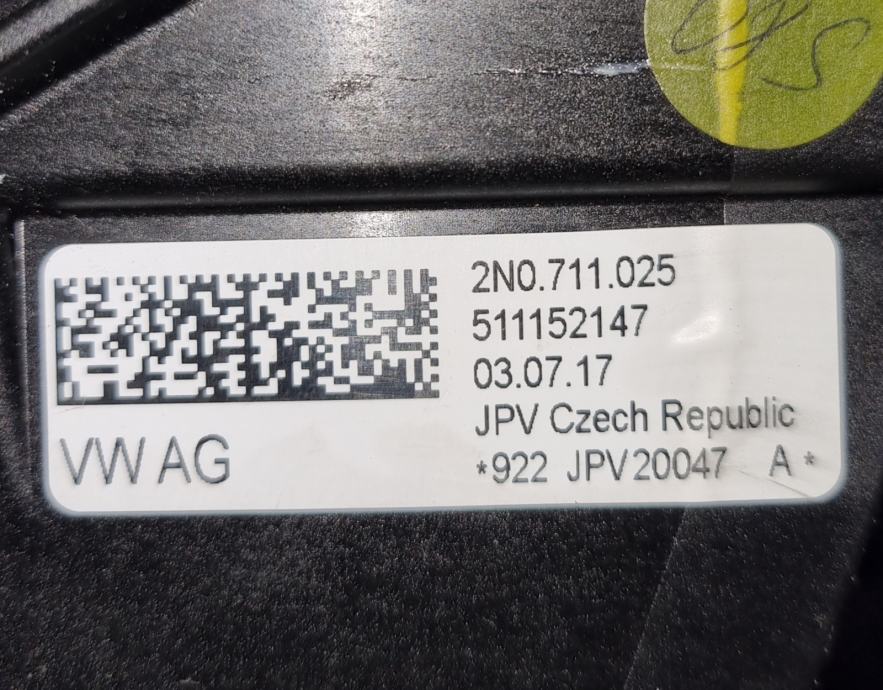 2N0.711.025
511152147
03.07.17
JPV Czech Republic
VW AG
*922 JPV20047 A*